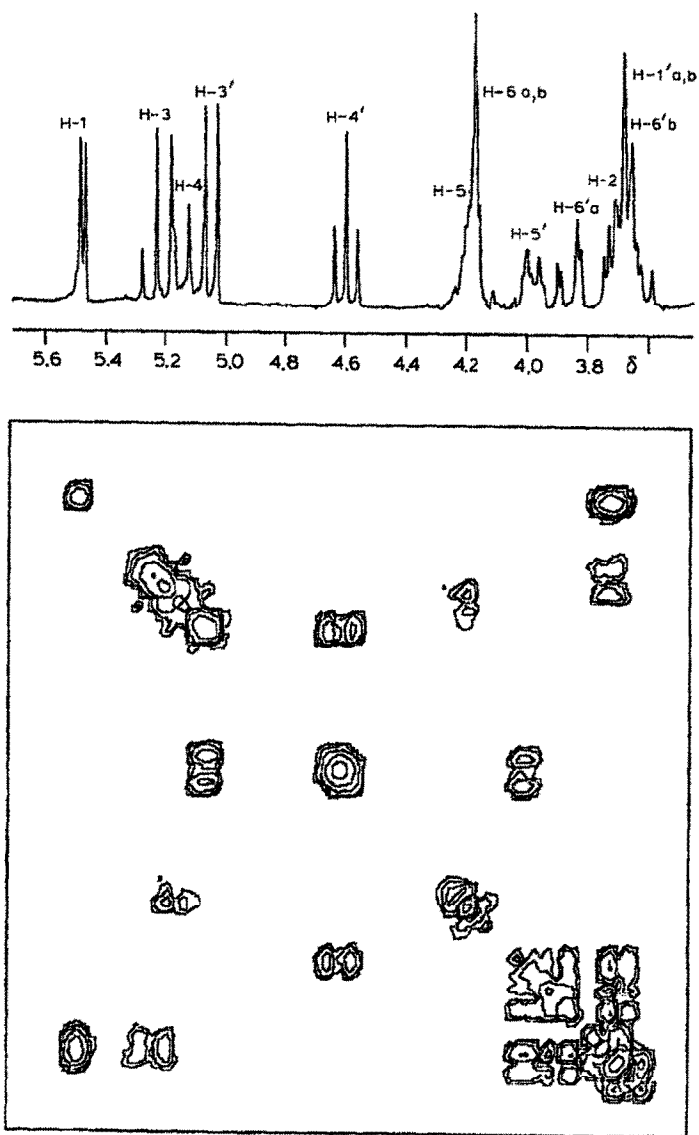 H-1
H-3
H-4
H-3′
H-4′
H-5
H-6 a,b
H-5′
H-6′a
H-2
H-1′a,b
H-6′b
5.6 5.4 5.2 5.0 4.8 4.6 4.4 4.2 4.0 3.8 δ